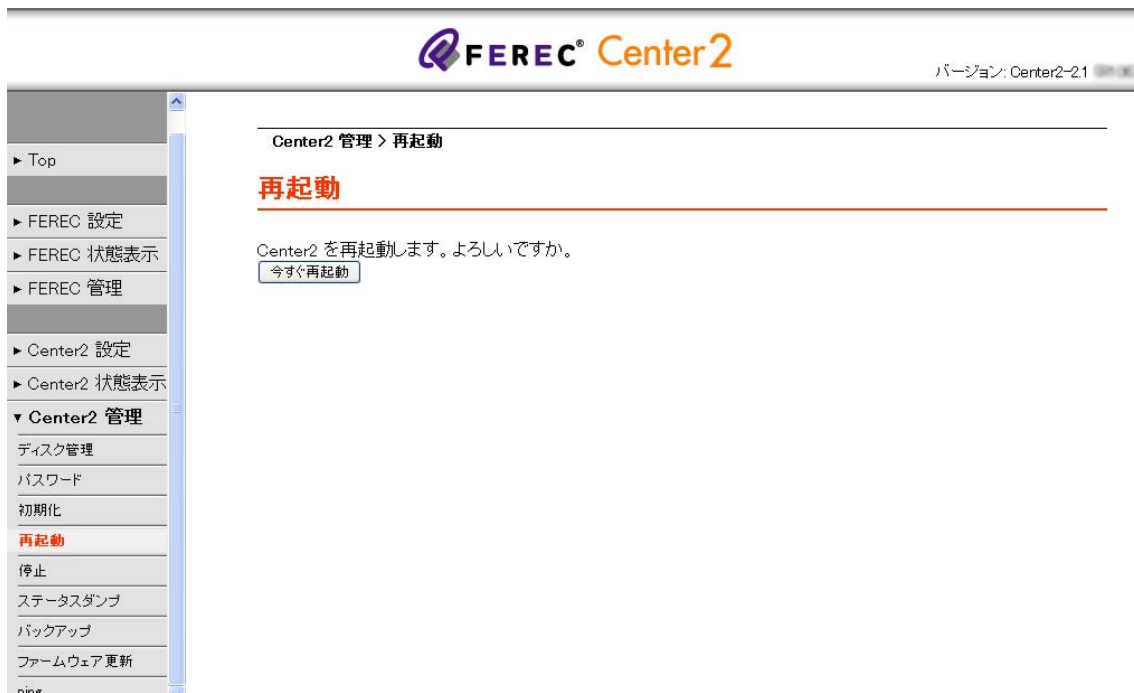 FEREC® Center2
バージョン: Center2-2.1
Center2 管理 > 再起動
再起動
Center2 を再起動します。よろしいですか。
今すぐ再起動
Top
FEREC 設定
FEREC 状態表示
FEREC 管理
Center2 設定
Center2 状態表示
Center2 管理
ディスク管理
パスワード
初期化
再起動
停止
ステータスダンプ
バックアップ
ファームウェア更新
ping